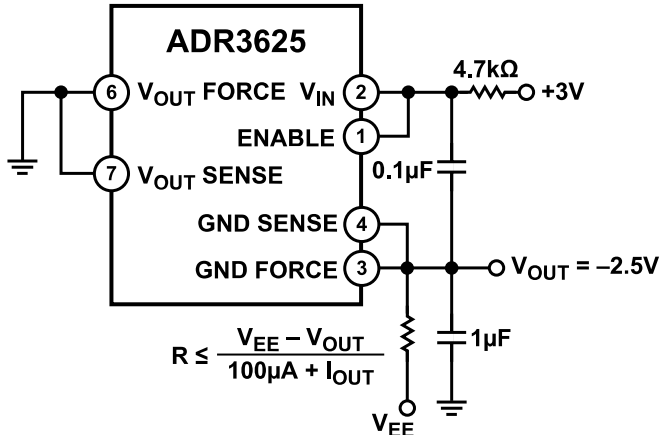 ADR3625
6 V_OUT FORCE V_IN 2
4.7kΩ
+3V
ENABLE 1
7 V_OUT SENSE
0.1µF
GND SENSE 4
GND FORCE 3
V_OUT = –2.5V
R ≤ (V_EE – V_OUT) / (100µA + I_OUT)
1µF
V_EE